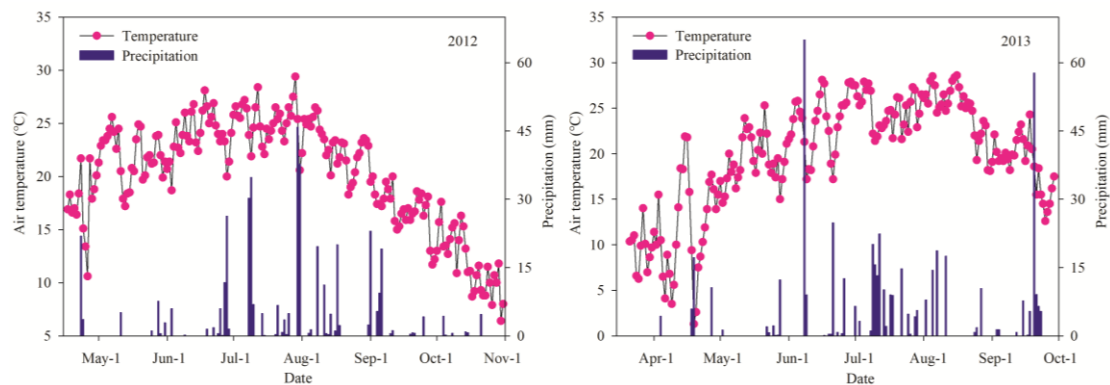 35
30
25
20
15
10
5
Air temperature (°C)
Temperature
Precipitation
2012
60
45
30
15
0
Precipitation (mm)
May-1 Jun-1 Jul-1 Aug-1 Sep-1 Oct-1 Nov-1
Date
35
30
25
20
15
10
5
0
Air temperature (°C)
Temperature
Precipitation
2013
60
45
30
15
0
Precipitation (mm)
Apr-1 May-1 Jun-1 Jul-1 Aug-1 Sep-1 Oct-1
Date